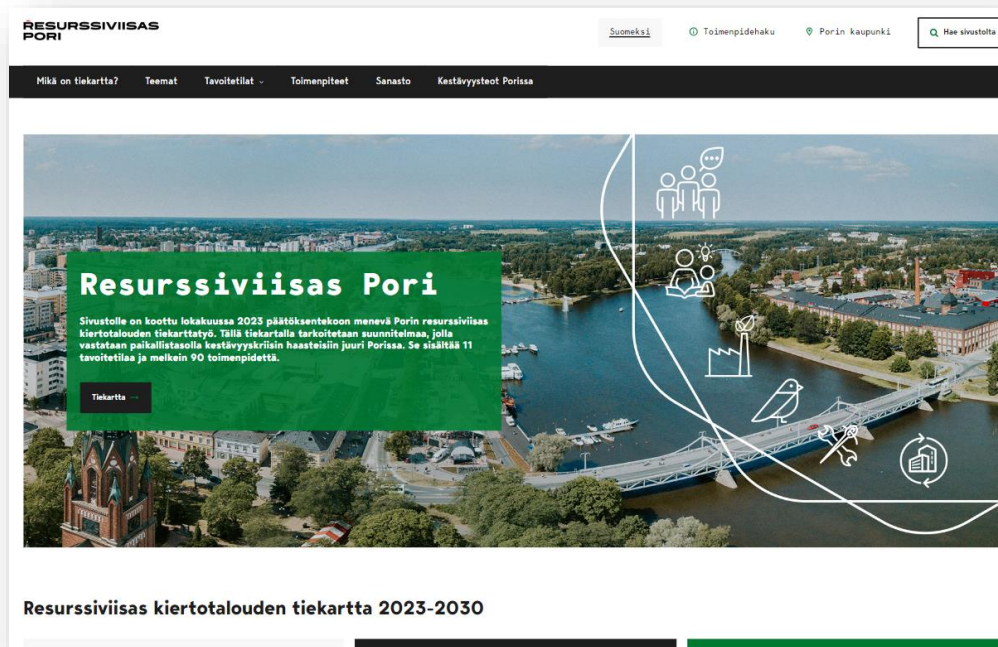 RESURSSIVIISAS
PORI
Suomeksi
Toimenpidehaku
Porin kaupunki
Hae sivustolta
Mikä on tiekartta?
Teemat
Tavoitetilat
Toimenpiteet
Sanasto
Kestävyysteot Porissa
Resurssiviisas Pori
Sivustolle on koottu lokakuussa 2023 päätöksentekoon
menevä Porin resurssiviisas
kiertotalouden tiekarttatyö. Tällä tiekartalla tarkoitetaan suunnitelmaa, jolla
vastataan paikallistasolla kestävyyskriisin haasteisiin juuri Porissa. Se sisältää 11
tavoitetilaa ja melkein 90 toimenpidettä.
Tiekartta →
Resurssiviisas kiertotalouden tiekartta 2023-2030